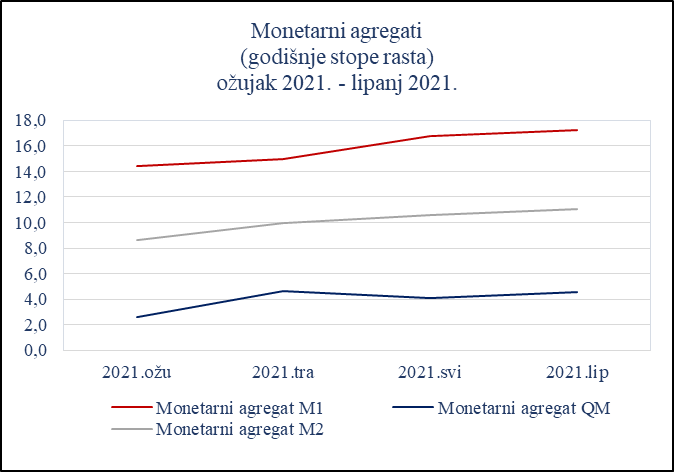 Monetarni agregati
(godišnje stope rasta)
ožujak 2021. - lipanj 2021.
18,0
16,0
14,0
12,0
10,0
8,0
6,0
4,0
2,0
0,0
2021.ožu 2021.tra 2021.svi 2021.lip
Monetarni agregat M1 Monetarni agregat QM
Monetarni agregat M2